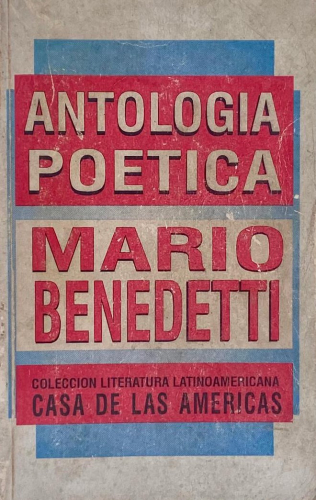 ANTOLOGIA
POETICA
MARIO
BENEDETTI
COLECCION LITERATURA LATINOAMERICANA
CASA DE LAS AMERICAS